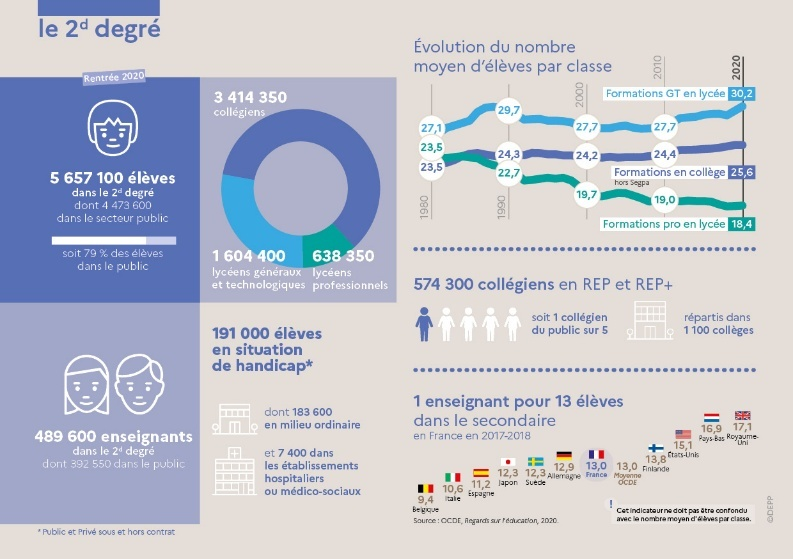 le 2d degré
Rentrée 2020
5 657 100 élèves
dans le 2d degré
dont 4 473 600
dans le secteur public
soit 79 % des élèves
dans le public
3 414 350
collégiens
1 604 400
lycéens généraux
et technologiques
638 350
lycéens
professionnels
489 600 enseignants
dans le 2d degré
dont 392 550 dans le public
* Public et Privé sous et hors contrat
191 000 élèves
en situation
de handicap*
dont 183 600
en milieu ordinaire
et 7 400 dans
les établissements
hospitaliers
ou médico-sociaux
Évolution du nombre
moyen d'élèves par classe
1980
1990
2000
2010
2020
Formations GT en lycée 30,2
27,1
29,7
27,7
27,7
23,5
24,3
24,2
24,4
Formations en collège 25,6
hors Segpa
23,5
22,7
19,7
19,0
Formations pro en lycée 18,4
574 300 collégiens en REP et REP+
soit 1 collégien
du public sur 5
répartis dans
1 100 collèges
1 enseignant pour 13 élèves
dans le secondaire
en France en 2017-2018
9,4
Belgique
10,6
Italie
11,2
Espagne
12,3
Japon
12,3
Suède
12,9
Allemagne
13,0
France
13,0
Moyenne
OCDE
13,8
Finlande
15,1
États-Unis
16,9
Pays-Bas
17,1
Royaume-
Uni
! Cet indicateur ne doit pas être confondu
avec le nombre moyen d'élèves par classe.
Source : OCDE, Regards sur l'éducation, 2020.
©DEPP